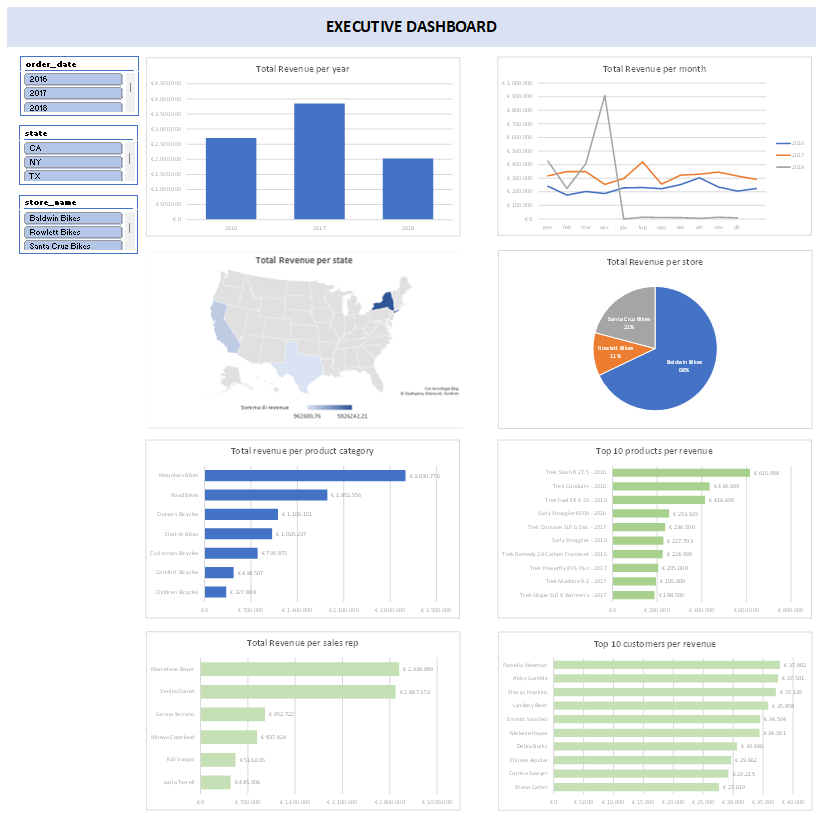 EXECUTIVE DASHBOARD
order_date
2016
2017
2018
state
CA
NY
TX
store_name
Baldwin Bikes
Rowlett Bikes
Santa Cruz Bikes
Total Revenue per year
€ 4.500.000
€ 4.000.000
€ 3.500.000
€ 3.000.000
€ 2.500.000
€ 2.000.000
€ 1.500.000
€ 1.000.000
€ 500.000
€ 0
2016 2017 2018
Total Revenue per month
€ 1.000.000
€ 900.000
€ 800.000
€ 700.000
€ 600.000
€ 500.000
€ 400.000
€ 300.000
€ 200.000
€ 100.000
€ 0
gen feb mar apr giu lug ago set ott nov dic
2016
2017
2018
Total Revenue per state
Con tecnologia Bing
Somma di revenue
962600,76 5826242,21
Total Revenue per store
Santa Cruz Bikes
21%
Rowlett Bikes
11%
Baldwin Bikes
68%
Total revenue per product category
Mountain Bikes
Road Bikes € 1.852.556
Cruisers Bicycles € 1.109.151
Electric Bikes € 1.020.237
Cyclocross Bicycles € 799.875
Comfort Bicycles € 438.507
Children Bicycles € 327.888
€ 0 € 700.000 € 1.400.000 € 2.100.000 € 2.800.000 € 3.500.000
Top 10 products per revenue
Trek Slash 8 27.5 - 2016 € 615.998
Trek Conduit+ - 2016 € 434.999
Trek Fuel EX 8 29 - 2016 € 414.699
Surly Straggler 650b - 2016 € 253.829
Trek Domane SLR 6 Disc - 2017 € 236.500
Surly Straggler - 2016 € 227.703
Trek Remedy 29 Carbon Frameset - 2016 € 224.999
Trek Powerfly 8 FS Plus - 2017 € 205.000
Trek Madone 9.2 - 2017 € 195.000
Trek Silque SLR 8 Women's - 2017 € 188.500
€ 0 € 200.000 € 400.000 € 600.000 € 800.000
Total Revenue per sales rep
Marcelene Boyer € 2.938.889
Venita Daniel € 2.887.353
Genna Serrano € 952.722
Mireya Copeland € 837.424
Kali Vargas € 516.695
Layla Terrell € 445.906
€ 0 € 700.000 € 1.400.000 € 2.100.000 € 2.800.000 € 3.500.000
Top 10 customers per revenue
Pamelia Newman € 37.802
Abby Gamble € 37.501
Sharyn Hopkins € 37.139
Lyndsey Bean € 35.858
Emmitt Sanchez € 34.504
Melanie Hayes € 34.391
Debra Burks € 30.646
Elinore Aguilar € 29.662
Corrina Sawyer € 29.215
Shena Carter € 27.619
€ 0 € 5.000 € 10.000 € 15.000 € 20.000 € 25.000 € 30.000 € 35.000 € 40.000